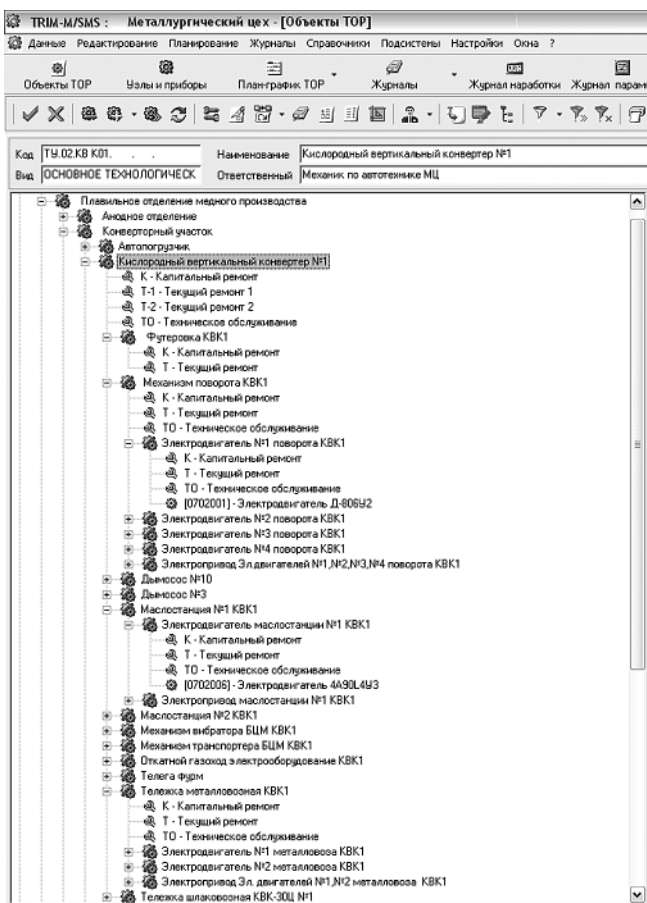 TRIM-M/SMS : Металлургический цех - [Объекты ТОР]
Данные Редактирование Планирование Журналы Справочники Подсистемы Настройки Окна ?
Объекты ТОР Узлы и приборы План-график ТОР Журналы Журнал наработки Журнал парам
Код ТУ.02.КВ К01. . . Наименование Кислородный вертикальный конвертер №1
Вид ОСНОВНОЕ ТЕХНОЛОГИЧЕСК Ответственный Механик по автотехнике МЦ
Плавильное отделение медного производства
Анодное отделение
Конверторный участок
Автопогрузчик
Кислородный вертикальный конвертер №1
К - Капитальный ремонт
Т-1 - Текущий ремонт 1
Т-2 - Текущий ремонт 2
ТО - Техническое обслуживание
Футеровка КВК1
К - Капитальный ремонт
Т - Текущий ремонт
Механизм поворота КВК1
К - Капитальный ремонт
Т - Текущий ремонт
ТО - Техническое обслуживание
Электродвигатель №1 поворота КВК1
К - Капитальный ремонт
Т - Текущий ремонт
ТО - Техническое обслуживание
[0702001] - Электродвигатель Д-806У2
Электродвигатель №2 поворота КВК1
Электродвигатель №3 поворота КВК1
Электродвигатель №4 поворота КВК1
Электропривод Эл.двигателей №1,№2,№3,№4 поворота КВК1
Дымосос №10
Дымосос №3
Маслостанция №1 КВК1
Электродвигатель маслостанции №1 КВК1
К - Капитальный ремонт
Т - Текущий ремонт
ТО - Техническое обслуживание
[0702006] - Электродвигатель 4А90L4У3
Электропривод маслостанции №1 КВК1
Маслостанция №2 КВК1
Механизм вибратора БЦМ КВК1
Механизм транспортера БЦМ КВК1
Откатной газоход электрооборудование КВК1
Телега фурм
Тележка металловозная КВК1
К - Капитальный ремонт
Т - Текущий ремонт
ТО - Техническое обслуживание
Электродвигатель №1 металловоза КВК1
Электродвигатель №2 металловоза КВК1
Электропривод Эл. двигателей №1,№2 металловоза КВК1
Тележка шлаковозная КВК-30Ц №1